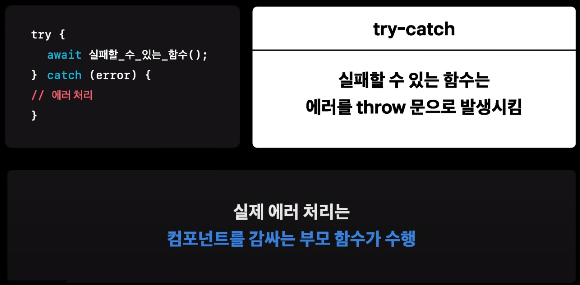 try {
await 실패할_수_있는_함수();
} catch (error) {
// 에러 처리
}
try-catch
실패할 수 있는 함수는
에러를 throw 문으로 발생시킴
실제 에러 처리는
컴포넌트를 감싸는 부모 함수가 수행